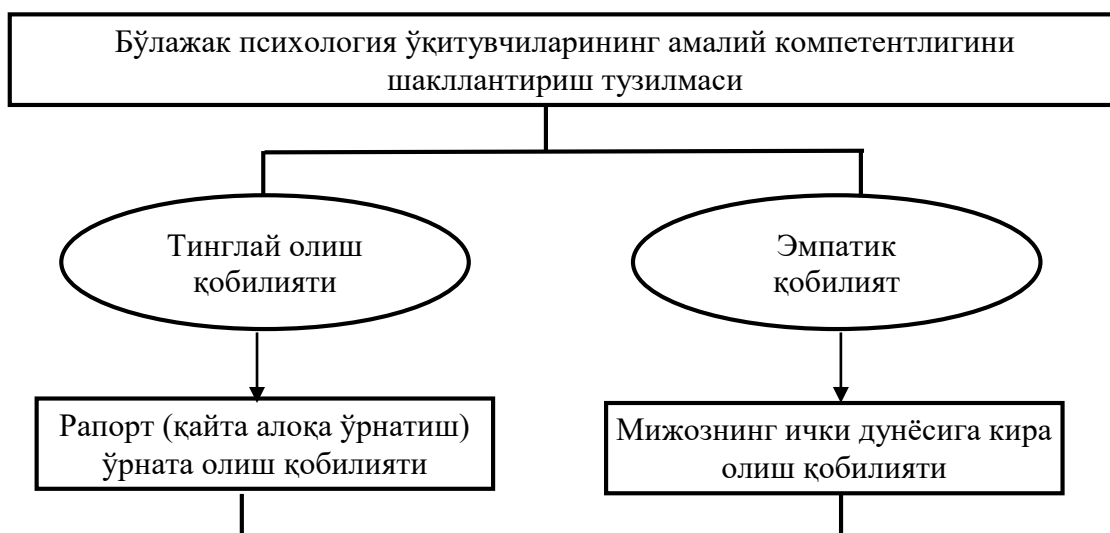 Бўлажак психология ўқитувчиларининг амалий компетентлигини
шакллантириш тузилмаси
Тинглай олиш
қобилияти
Эмпатик
қобилият
Рапорт (қайта алоқа ўрнатиш)
ўрната олиш қобилияти
Мижознинг ички дунёсига кира
олиш қобилияти